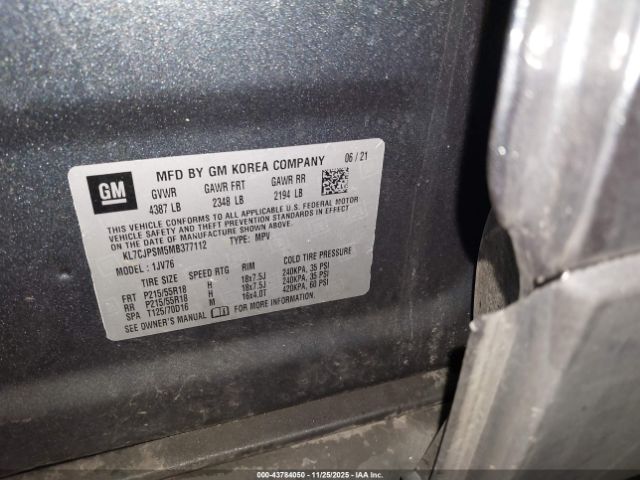 GM
MFD BY GM KOREA COMPANY 06/21
GVWR GAWR FRT GAWR RR
4387 LB 2348 LB 2194 LB
THIS VEHICLE CONFORMS TO ALL APPLICABLE U.S. FEDERAL MOTOR
VEHICLE SAFETY AND THEFT PREVENTION STANDARDS IN EFFECT
ON THE DATE OF MANUFACTURE SHOWN ABOVE.
KL7CJPSM5MB377112 TYPE: MPV
MODEL: 1JV76
TIRE SIZE SPEED RTG RIM COLD TIRE PRESSURE
FRT P215/55R18 H 18x7.5J 240KPA, 35 PSI
RR P215/55R18 H 18x7.5J 240KPA, 35 PSI
SPA T125/70D16 M 16x4.0T 420KPA, 60 PSI
SEE OWNER'S MANUAL FOR MORE INFORMATION.
000-43784050 - 11/25/2025 - IAAI.com